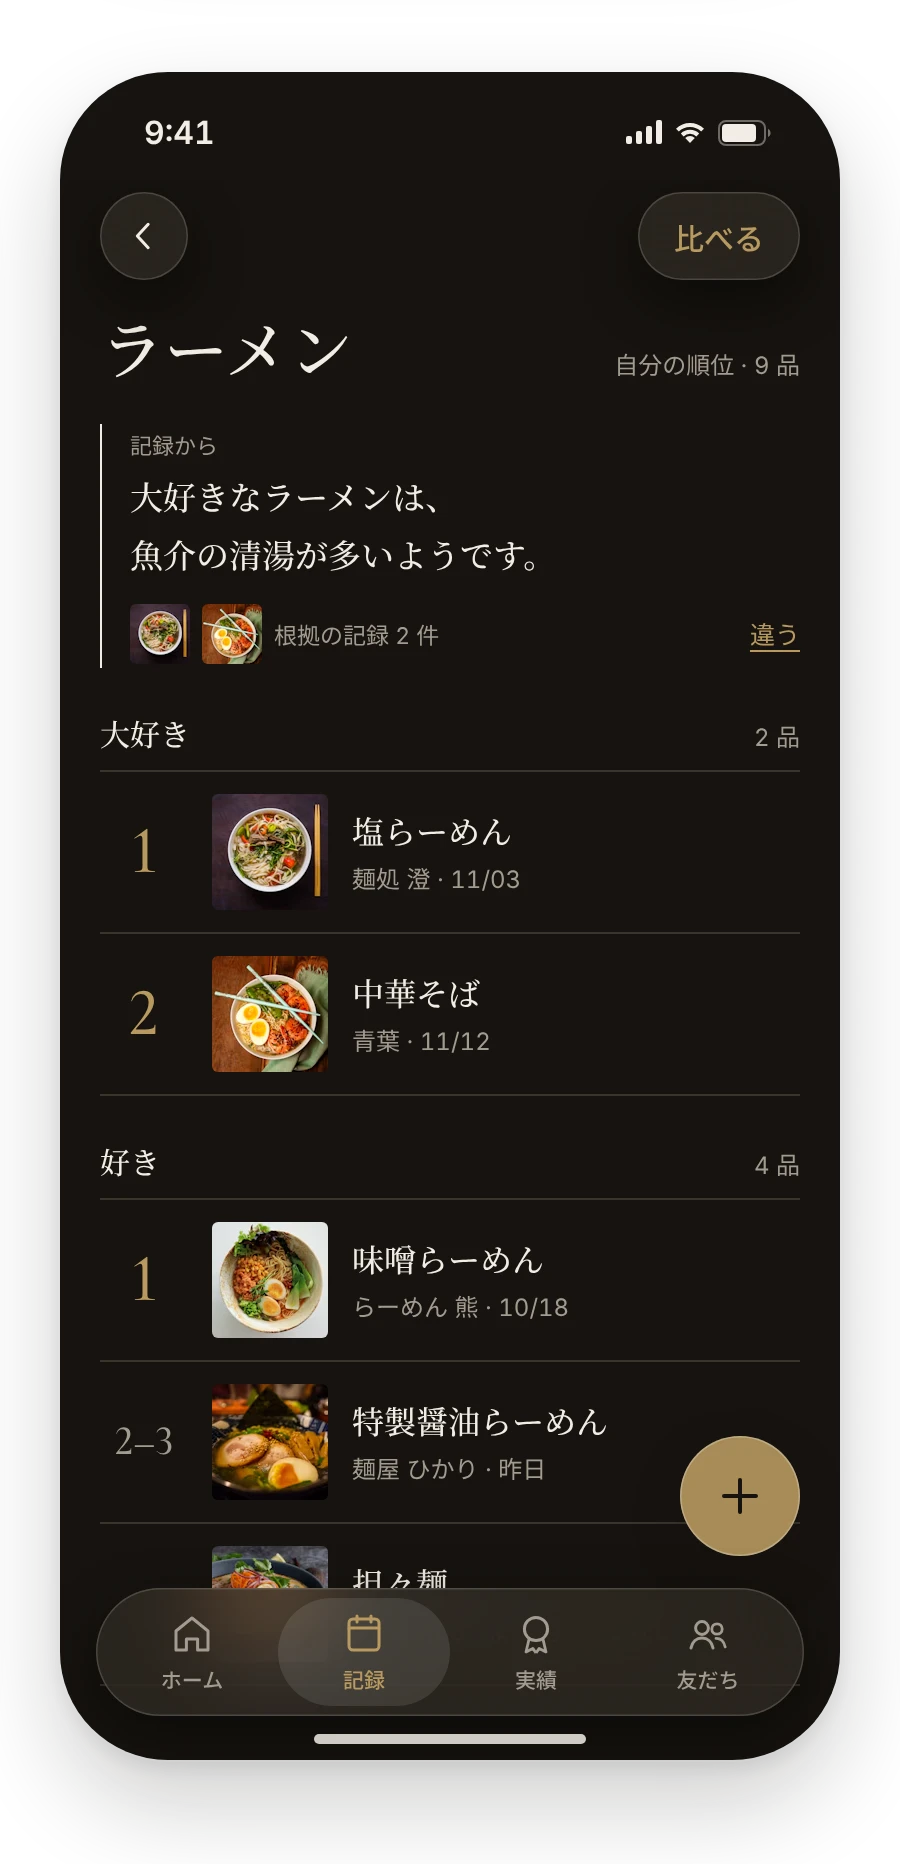 9:41
比べる
ラーメン
自分の順位 · 9 品
記録から
大好きなラーメンは、
魚介の清湯が多いようです。
根拠の記録 2 件
違う
大好き
2 品
1
塩らーめん
麺処 澄 · 11/03
2
中華そば
青葉 · 11/12
好き
4 品
1
味噌らーめん
らーめん 熊 · 10/18
2–3
特製醤油らーめん
麺屋 ひかり · 昨日
担々麺
ホーム
記録
実績
友だち